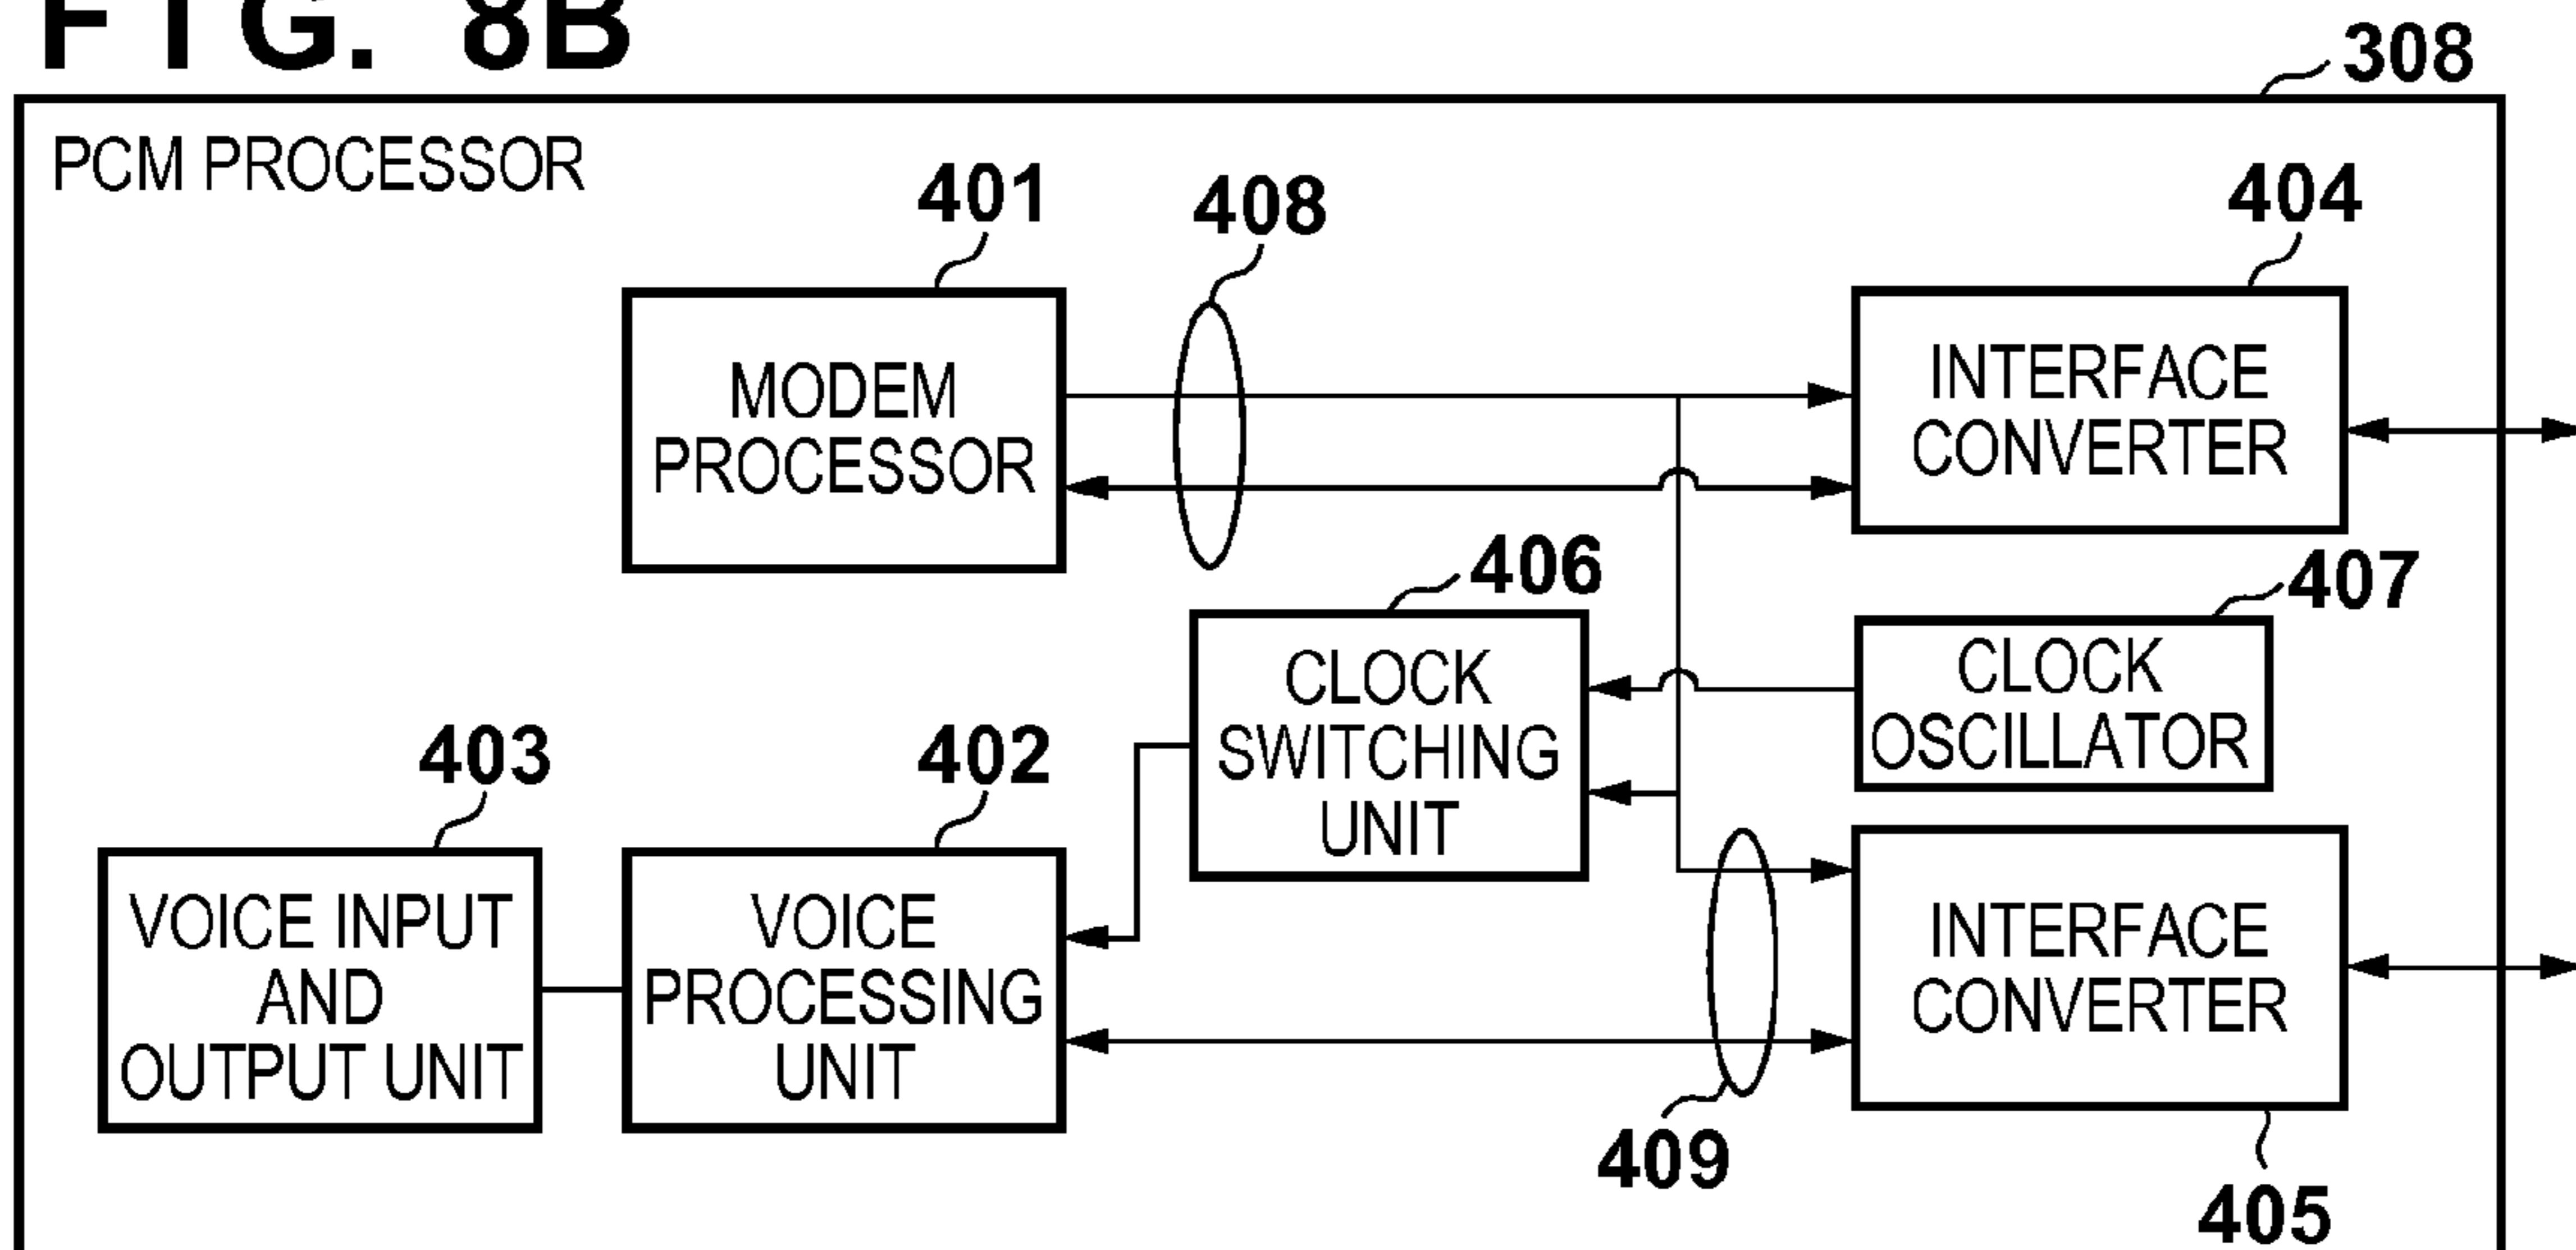 FIG. 8B
308
PCM PROCESSOR
401
408
404
MODEM
PROCESSOR
INTERFACE
CONVERTER
406
407
CLOCK
SWITCHING
UNIT
CLOCK
OSCILLATOR
403
402
VOICE INPUT
AND
OUTPUT UNIT
VOICE
PROCESSING
UNIT
INTERFACE
CONVERTER
409
405